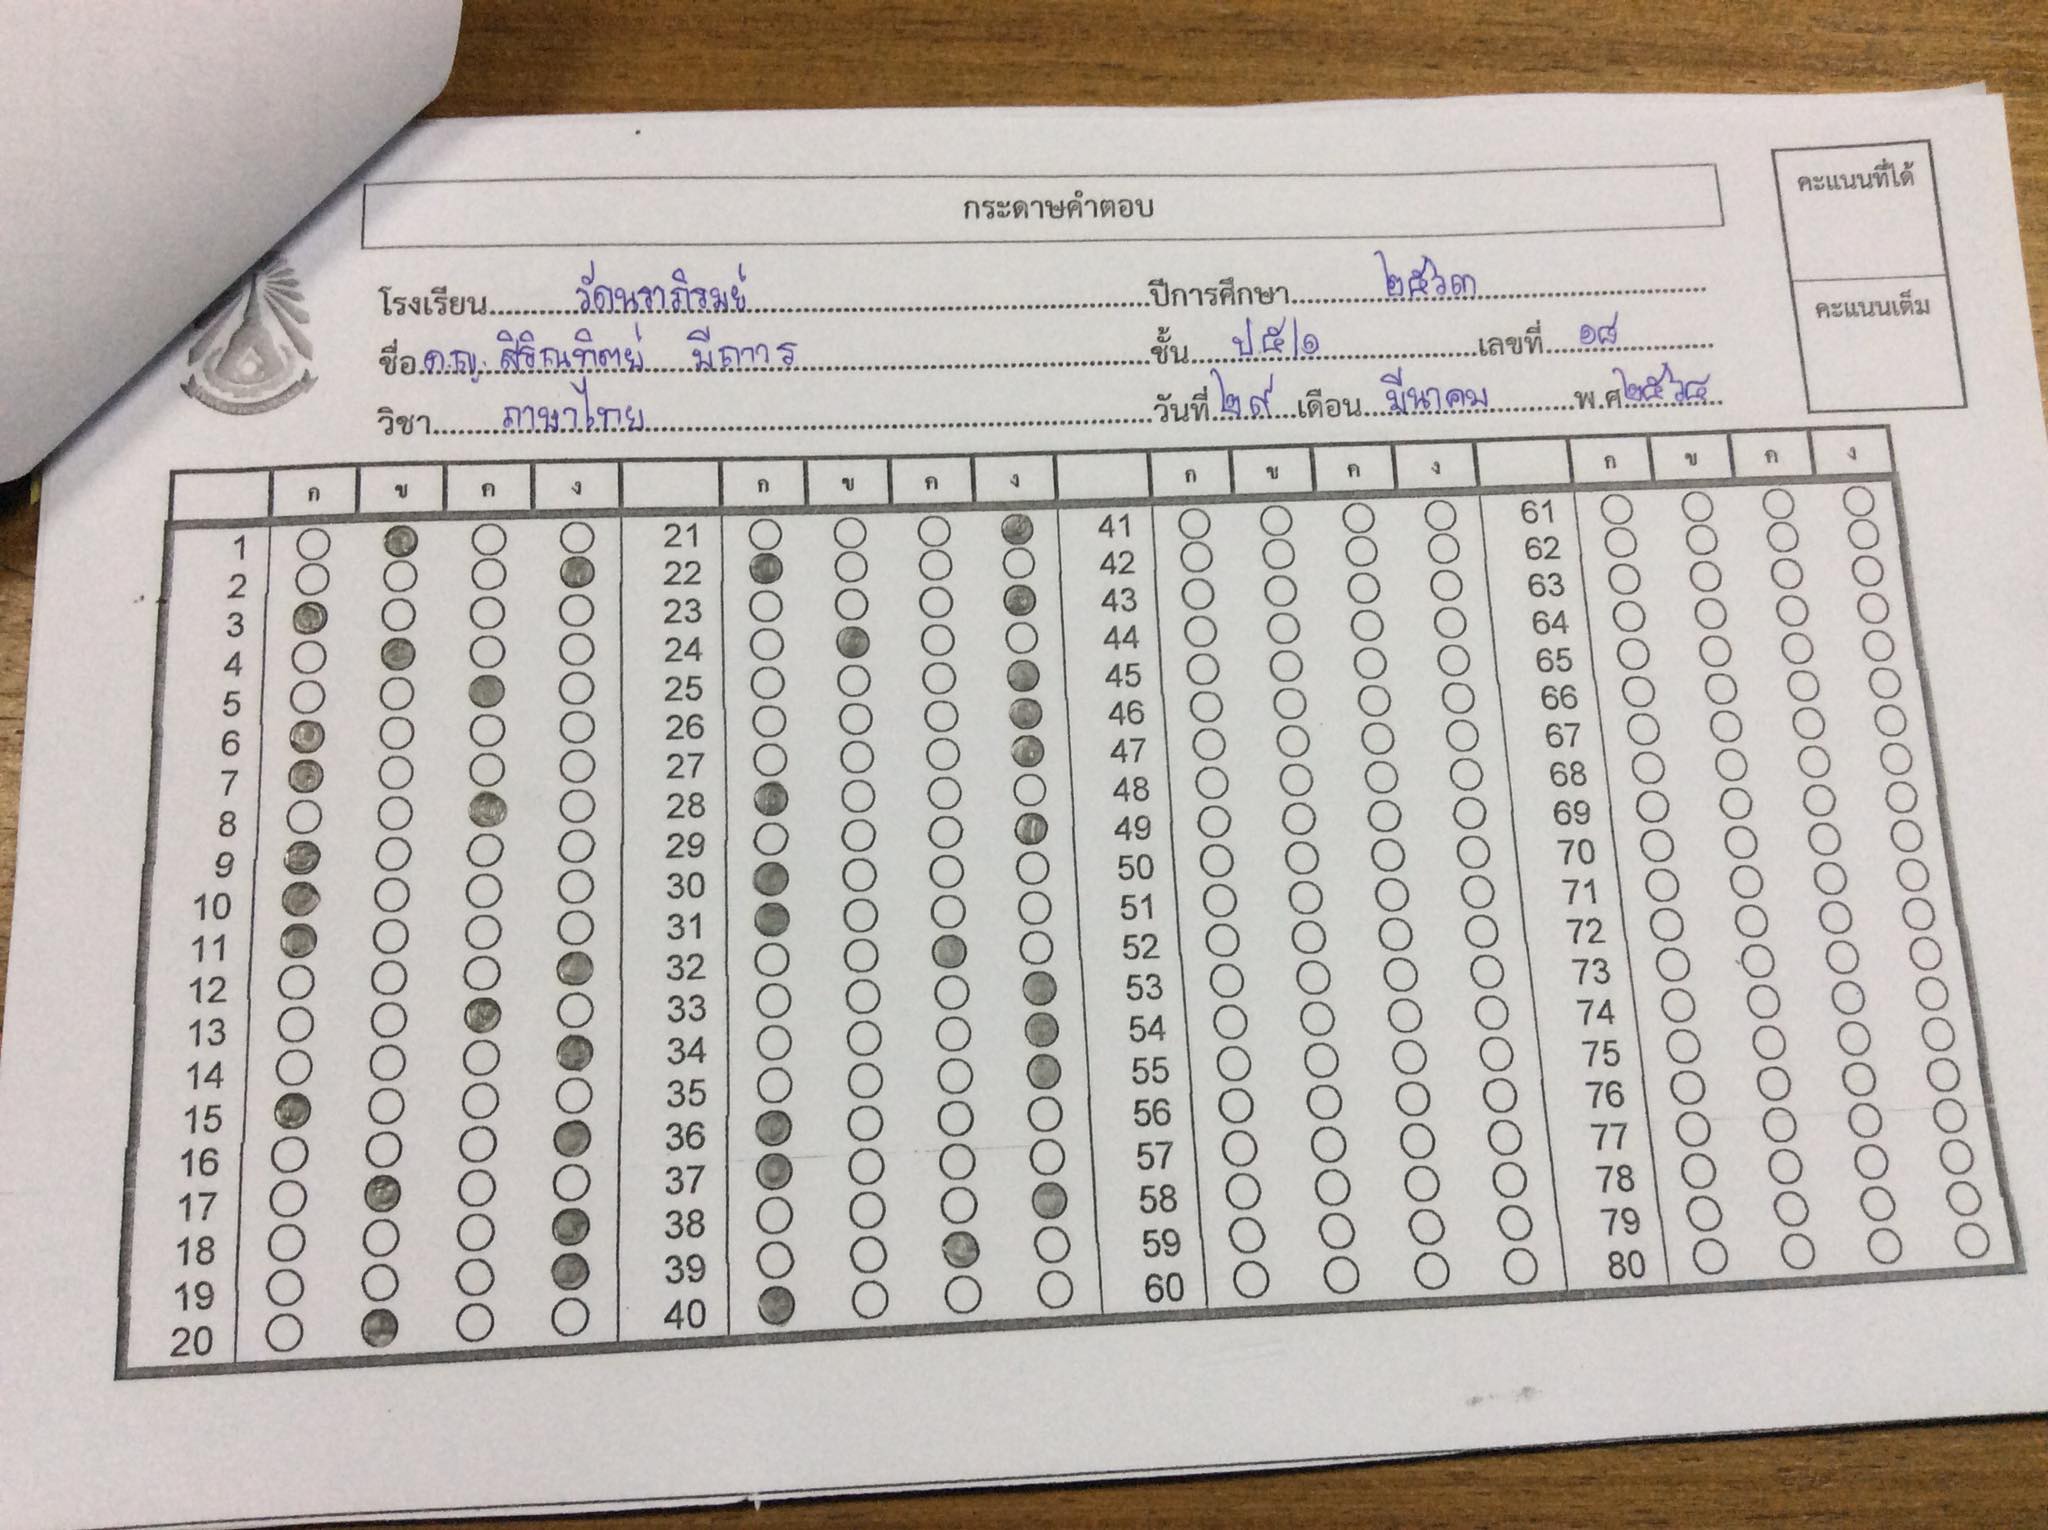 กระดาษคำตอบ
คะแนนที่ได้
คะแนนเต็ม
โรงเรียน วัดนราภิรมย์ ปีการศึกษา ๒๕๖๓
ชื่อ ด.ญ. สิริณทิตย์ มีถาวร ชั้น ป.๕/๑ เลขที่ ๑๘
วิชา ภาษาไทย วันที่ ๒๙ เดือน มีนาคม พ.ศ ๒๕๖๔
ก ข ค ง ก ข ค ง ก ข ค ง ก ข ค ง
1 21 41 61
2 22 42 62
3 23 43 63
4 24 44 64
5 25 45 65
6 26 46 66
7 27 47 67
8 28 48 68
9 29 49 69
10 30 50 70
11 31 51 71
12 32 52 72
13 33 53 73
14 34 54 74
15 35 55 75
16 36 56 76
17 37 57 77
18 38 58 78
19 39 59 79
20 40 60 80